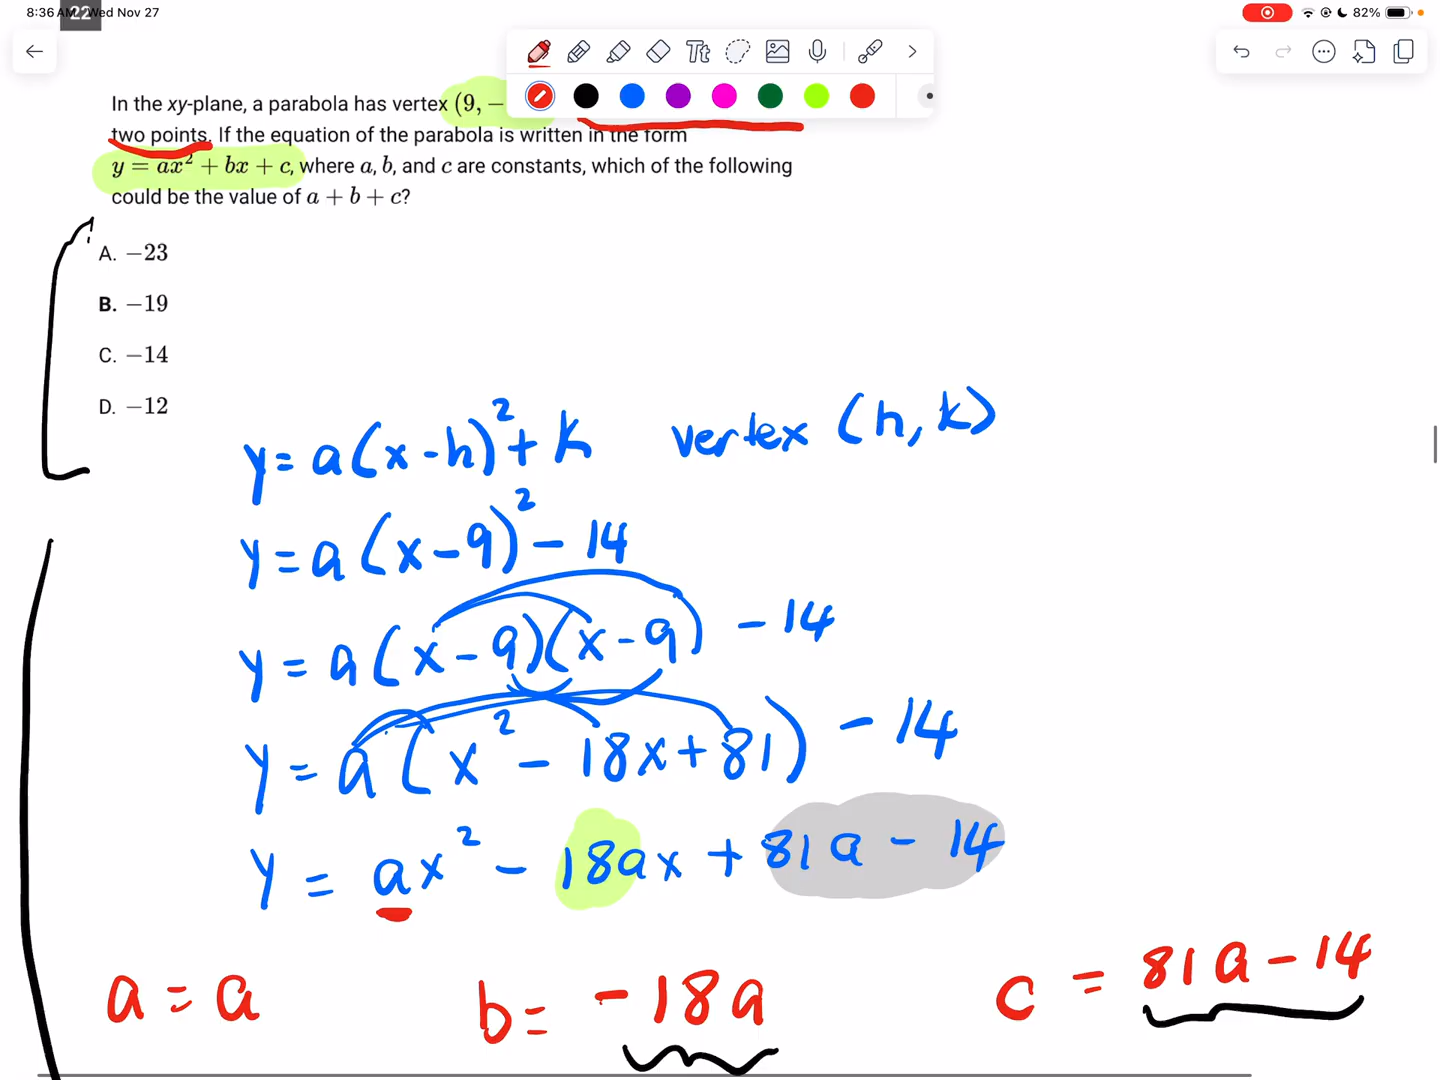 8:36 AM Wed Nov 27
22
82%
Tt
In the xy-plane, a parabola has vertex (9, −
two points. If the equation of the parabola is written in the form
y = ax² + bx + c, where a, b, and c are constants, which of the following
could be the value of a + b + c?
A. −23
B. −19
C. −14
D. −12
y = a(x - h)² + k vertex (h, k)
y = a(x - 9)² - 14
y = a(x - 9)(x - 9) - 14
y = a(x² - 18x + 81) - 14
y = ax² - 18ax + 81a - 14
a = a b = -18a c = 81a - 14